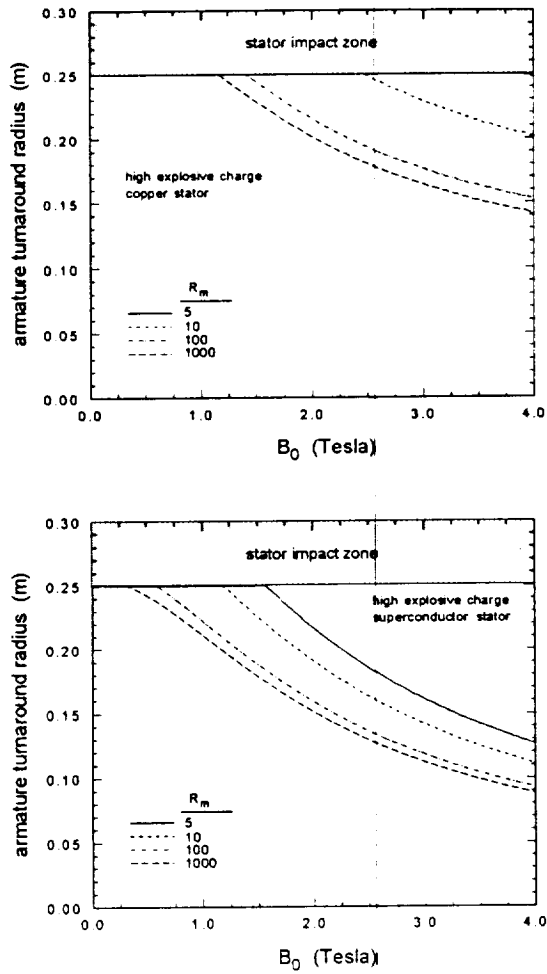 0.30
stator impact zone
0.25
0.20
high explosive charge
copper stator
0.15
0.10
R_m
5
10
100
1000
0.05
0.00
0.0 1.0 2.0 3.0 4.0
armature turnaround radius (m)
B_0 (Tesla)
0.30
stator impact zone
0.25
high explosive charge
superconductor stator
0.20
0.15
0.10
R_m
5
10
100
1000
0.05
0.00
0.0 1.0 2.0 3.0 4.0
armature turnaround radius (m)
B_0 (Tesla)